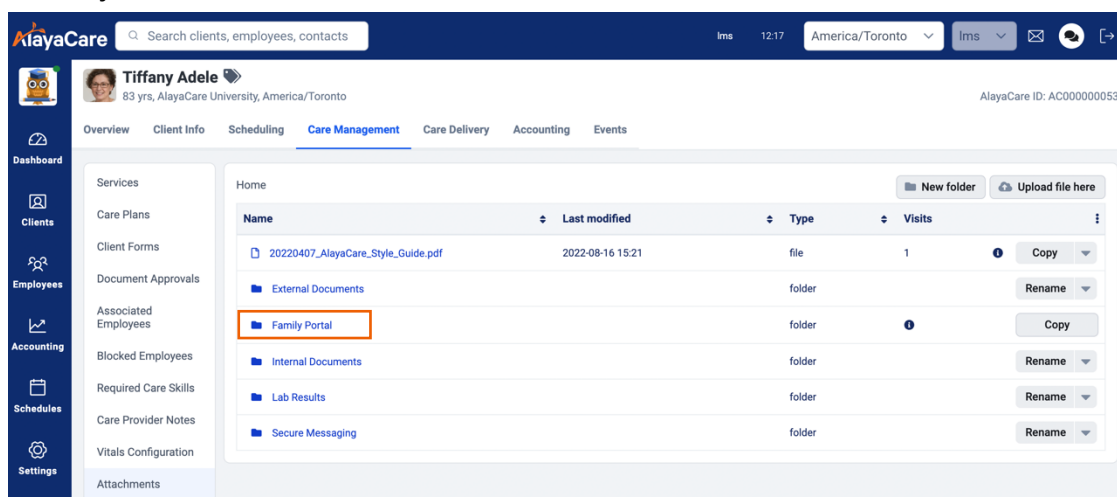 AlayaCare
Search clients, employees, contacts
lms
12:17
America/Toronto
lms
Tiffany Adele
83 yrs, AlayaCare University, America/Toronto
AlayaCare ID: AC000000053
Overview Client Info Scheduling Care Management Care Delivery Accounting Events
Dashboard
Clients
Employees
Accounting
Schedules
Settings
Services
Care Plans
Client Forms
Document Approvals
Associated
Employees
Blocked Employees
Required Care Skills
Care Provider Notes
Vitals Configuration
Attachments
Home
New folder
Upload file here
Name Last modified Type Visits
20220407_AlayaCare_Style_Guide.pdf 2022-08-16 15:21 file 1 Copy
External Documents folder Rename
Family Portal folder Copy
Internal Documents folder Rename
Lab Results folder Rename
Secure Messaging folder Rename